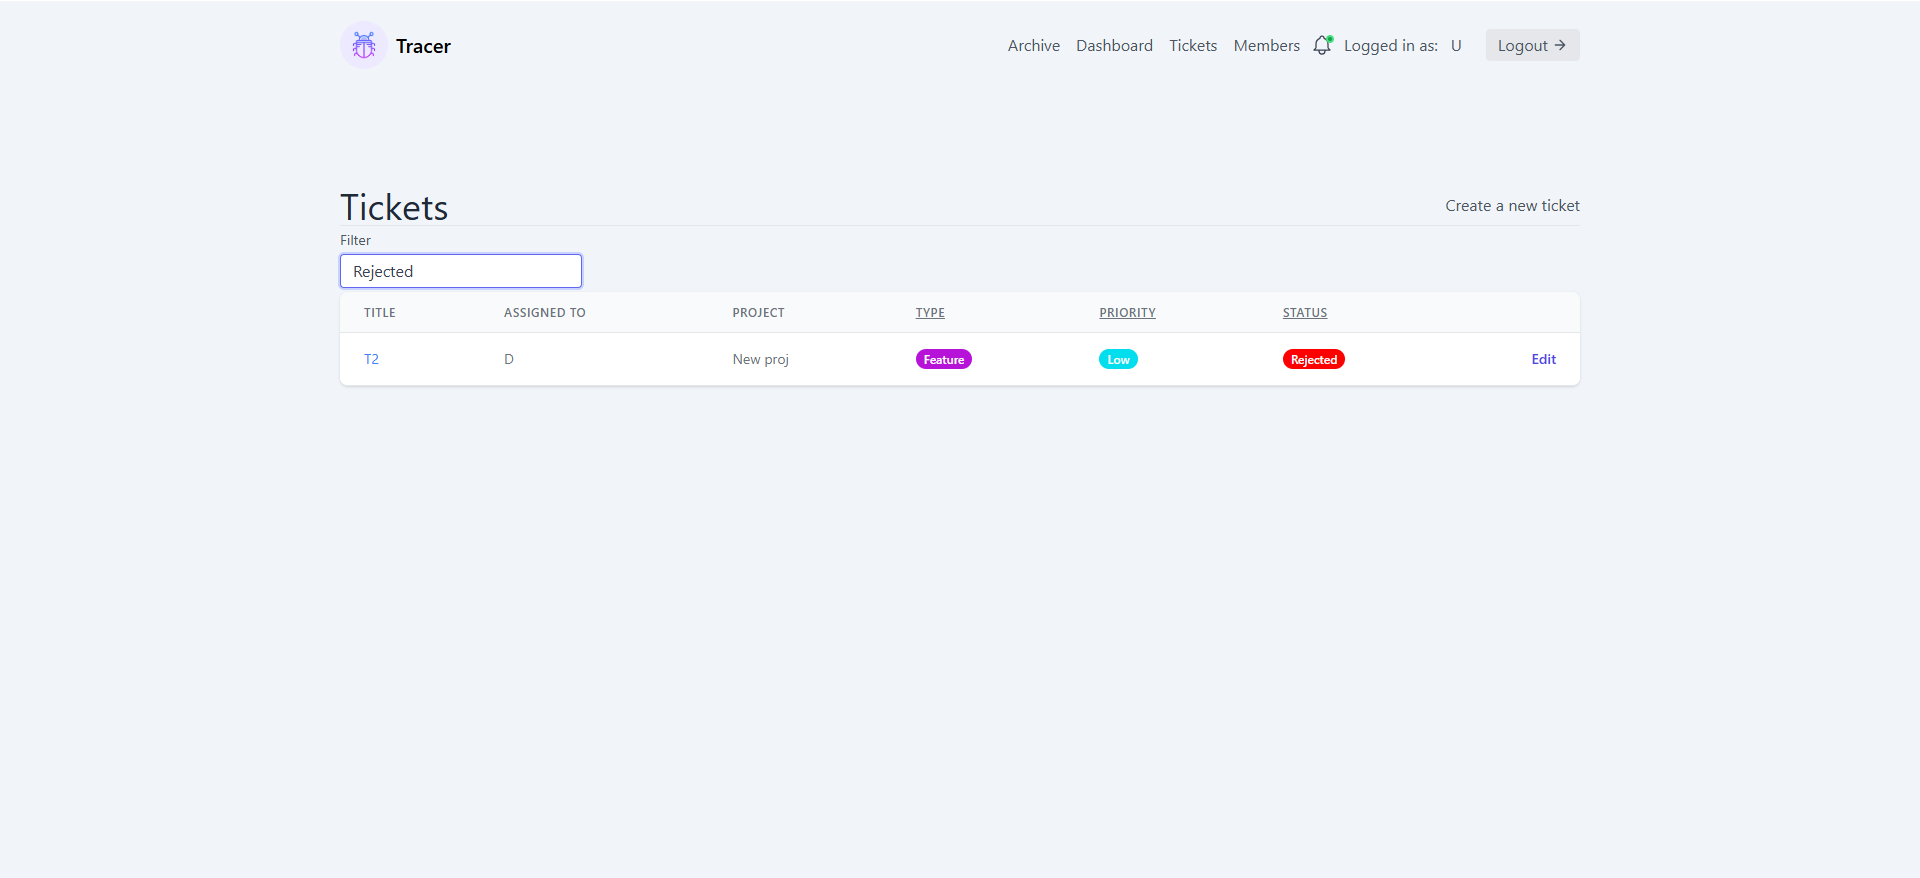 Tracer
Archive Dashboard Tickets Members Logged in as: U Logout →
Tickets
Create a new ticket
Filter
Rejected
TITLE ASSIGNED TO PROJECT TYPE PRIORITY STATUS
T2 D New proj Feature Low Rejected Edit